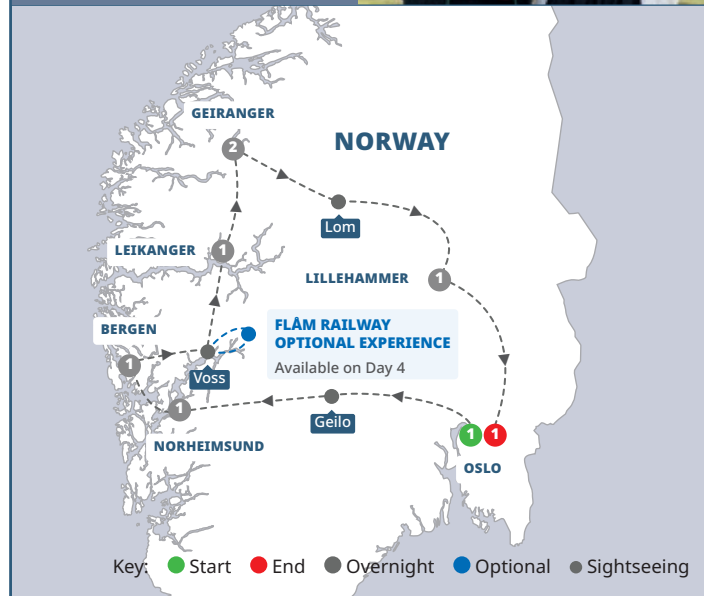 GEIRANGER
2
NORWAY
Lom
LEIKANGER
1
LILLEHAMMER
1
BERGEN
1
FLÅM RAILWAY
OPTIONAL EXPERIENCE
Available on Day 4
Voss
1
NORHEIMSUND
Geilo
1
1
OSLO
Key: Start End Overnight Optional Sightseeing